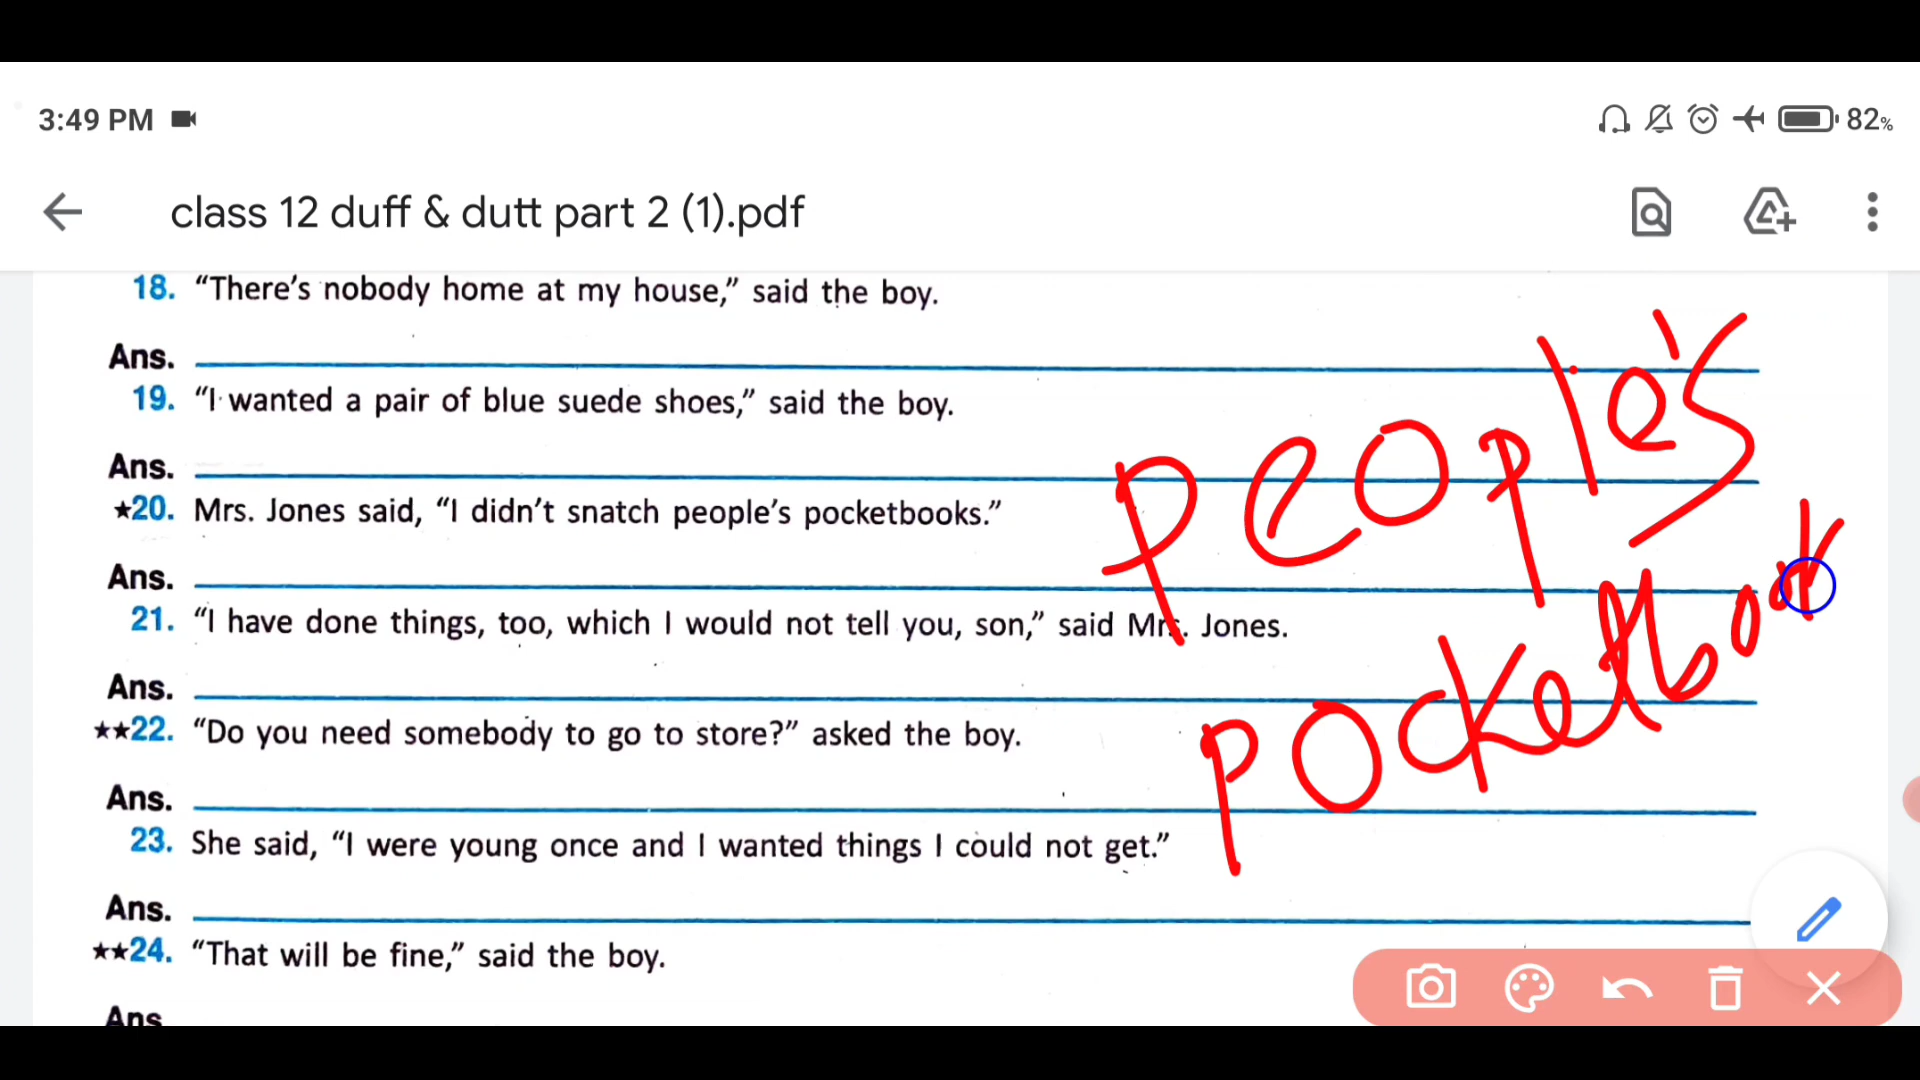 3:49 PM
82%
class 12 duff & dutt part 2 (1).pdf
18. “There’s nobody home at my house,” said the boy.
Ans.
19. “I wanted a pair of blue suede shoes,” said the boy.
Ans.
★20. Mrs. Jones said, “I didn’t snatch people’s pocketbooks.”
Ans.
21. “I have done things, too, which I would not tell you, son,” said Mrs. Jones.
Ans.
★★22. “Do you need somebody to go to store?” asked the boy.
Ans.
23. She said, “I were young once and I wanted things I could not get.”
Ans.
★★24. “That will be fine,” said the boy.
Ans
people's
pocketbook